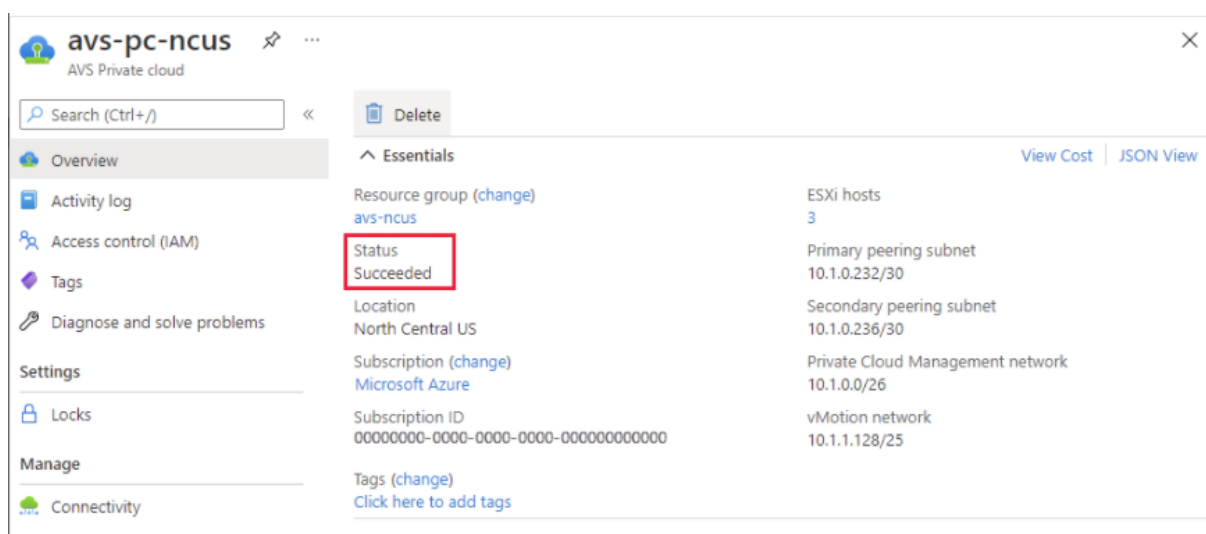 avs-pc-ncus
AVS Private cloud
Search (Ctrl+/)
Overview
Activity log
Access control (IAM)
Tags
Diagnose and solve problems
Settings
Locks
Manage
Connectivity
Delete
Essentials
View Cost
JSON View
Resource group (change)
avs-ncus
Status
Succeeded
Location
North Central US
Subscription (change)
Microsoft Azure
Subscription ID
00000000-0000-0000-0000-000000000000
Tags (change)
Click here to add tags
ESXi hosts
3
Primary peering subnet
10.1.0.232/30
Secondary peering subnet
10.1.0.236/30
Private Cloud Management network
10.1.0.0/26
vMotion network
10.1.1.128/25